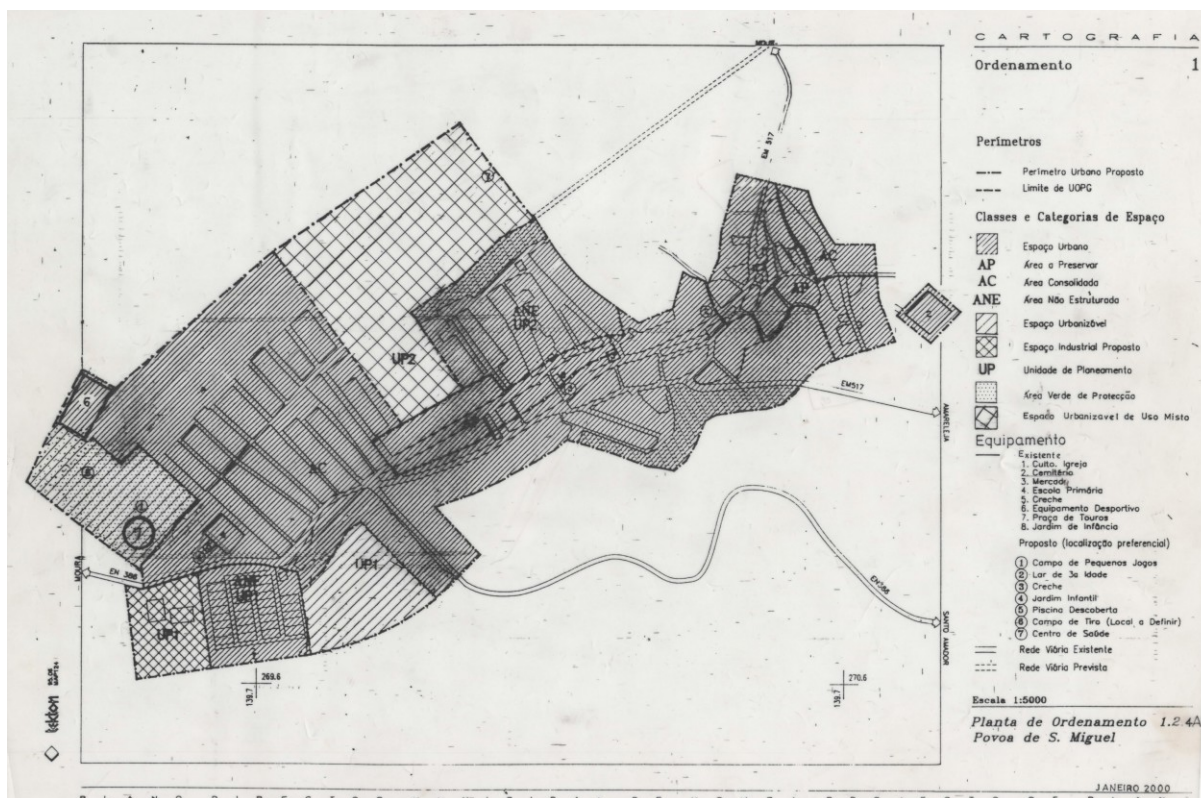 CARTOGRAFIA
Ordenamento 1
Perímetros
Perímetro Urbano Proposto
Limite de UOPG
Classes e Categorias de Espaço
Espaço Urbano
AP Área a Preservar
AC Área Consolidada
ANE Área Não Estruturada
Espaço Urbanizável
Espaço Industrial Proposto
UP Unidade de Planeamento
Área Verde de Protecção
Espaço Urbanizavel de Uso Misto
Equipamento
Existente
1. Culto. Igreja
2. Cemitério
3. Mercado
4. Escola Primária
5. Creche
6. Equipamento Desportivo
7. Praça de Touros
8. Jardim de Infância
Proposto (localização preferencial)
1 Campo de Pequenos Jogos
2 Lar de 3a Idade
3 Creche
4 Jardim Infantil
5 Piscina Descoberta
6 Campo de Tiro (Local a Definir)
7 Centro de Saúde
Rede Viária Existente
Rede Viária Prevista
Escala 1:5000
Planta de Ordenamento 1.2.4A
Povoa de S. Miguel
JANEIRO 2000
EM 517
AC
AP
ANE
UP2
UP2
EM517
AMARELEJA
6
AC
7
MOURA
EN 386
ANE
UP1
UP1
UP1
EN386
SANTO AMADOR
269.6
139.7
270.6
139.7
tekton